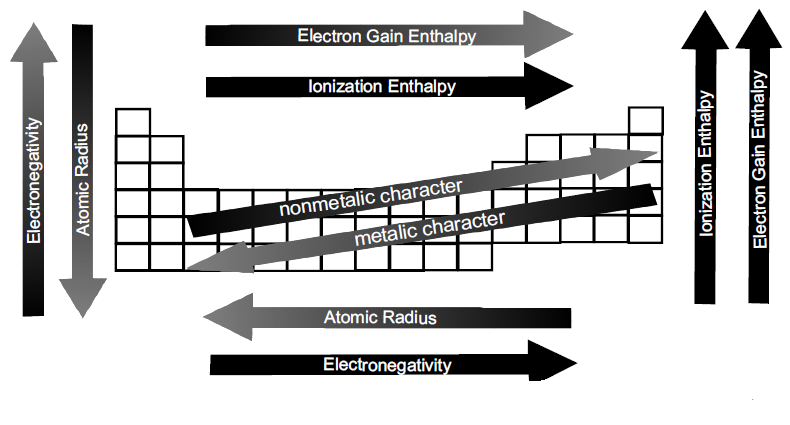 Electron Gain Enthalpy
Ionization Enthalpy
Electronegativity
Atomic Radius
nonmetalic character
metalic character
Ionization Enthalpy
Electron Gain Enthalpy
Atomic Radius
Electronegativity